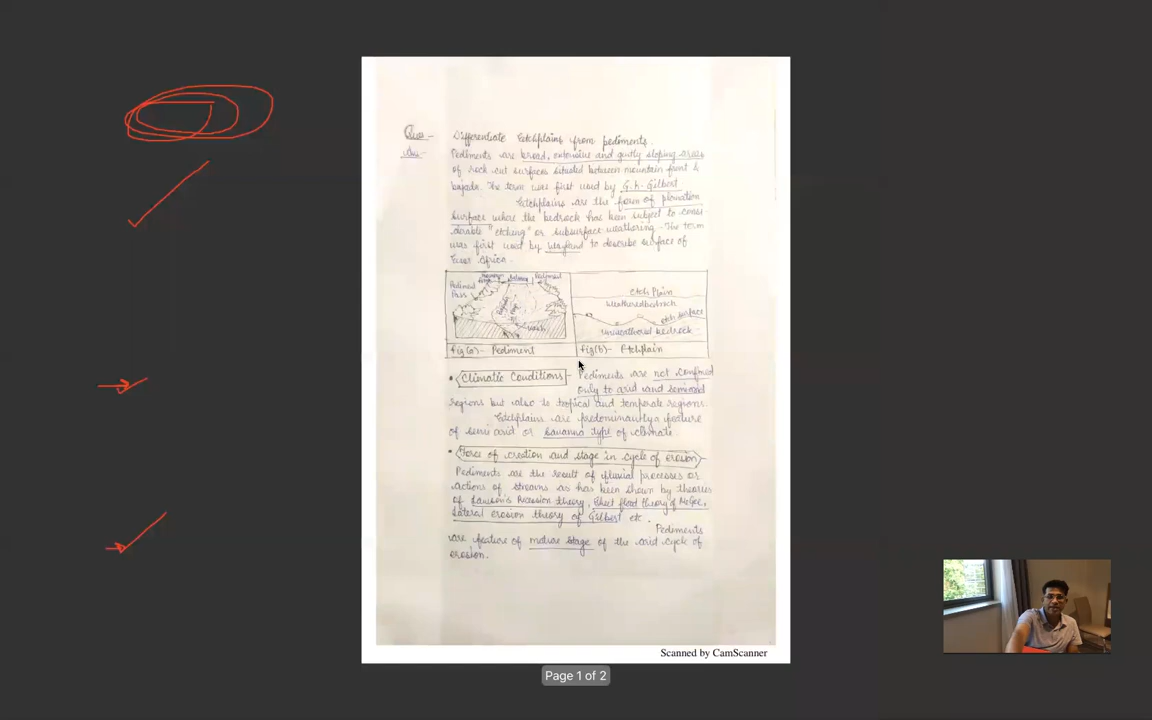 Ques -
Differentiate Etchplains from pediments.
Ans -
Pediments are broad, extensive and gently sloping areas
of rock cut surfaces situated between mountain front &
bajada. The term was first used by G.K. Gilbert
Etchplains are the form of planation
surface where the bedrock has been subject to consi
derable "etching" or subsurface weathering. The term
was first used by Wayland to describe surface of
East Africa.
Pediment
Pediment
Pass
Etch Plain
Weathered bedrock
etch surface
Unweathered bedrock
fig(a)- Pediment
fig(b)- Etchplain
• Climatic Conditions - Pediments are not confined
only to arid and semiarid
regions but also to tropical and temperate regions.
Etchplains are predominantly a feature
of semi arid or Savanna type of climate
• Force of creation and stage in cycle of erosion -
Pediments are the result of fluvial processes or
actions of streams as has been shown by theories
of Lawson's Recession theory, Sheet flood theory of McGee,
Lateral erosion theory of Gilbert etc.
Pediments
are feature of mature stage of the arid cycle of
erosion.
Scanned by CamScanner
Page 1 of 2